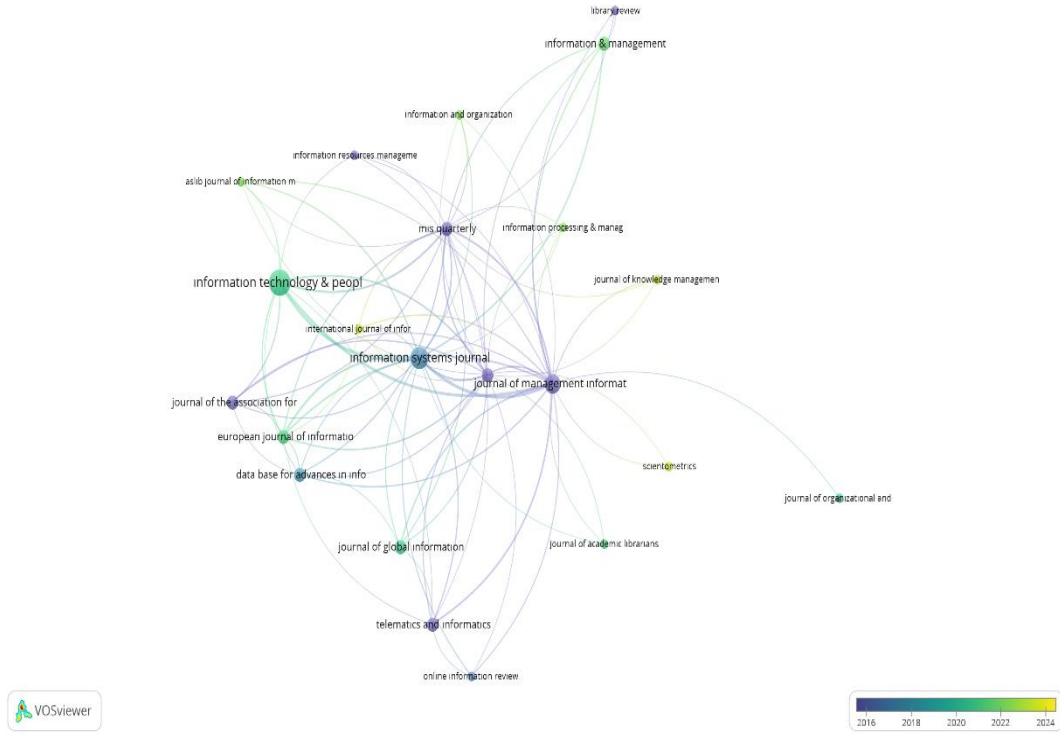 library review
information & management
information and organization
information resources manageme
aslib journal of information m
mis quarterly
information processing & manag
journal of knowledge managemen
information technology & peopl
international journal of infor
information systems journal
journal of management informat
journal of the association for
european journal of informatio
data base for advances in info
scientometrics
journal of organizational and
journal of global information
journal of academic librarians
telematics and informatics
online information review
VOSviewer
2016 2018 2020 2022 2024